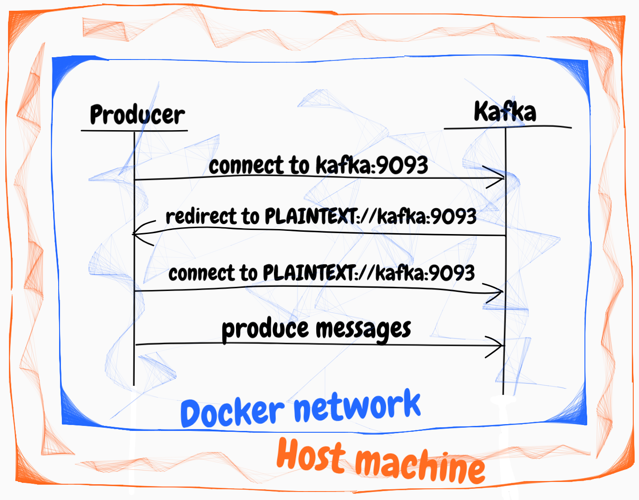 Producer
Kafka
connect to kafka:9093
redirect to PLAINTEXT://kafka:9093
connect to PLAINTEXT://kafka:9093
produce messages
Docker network
Host machine